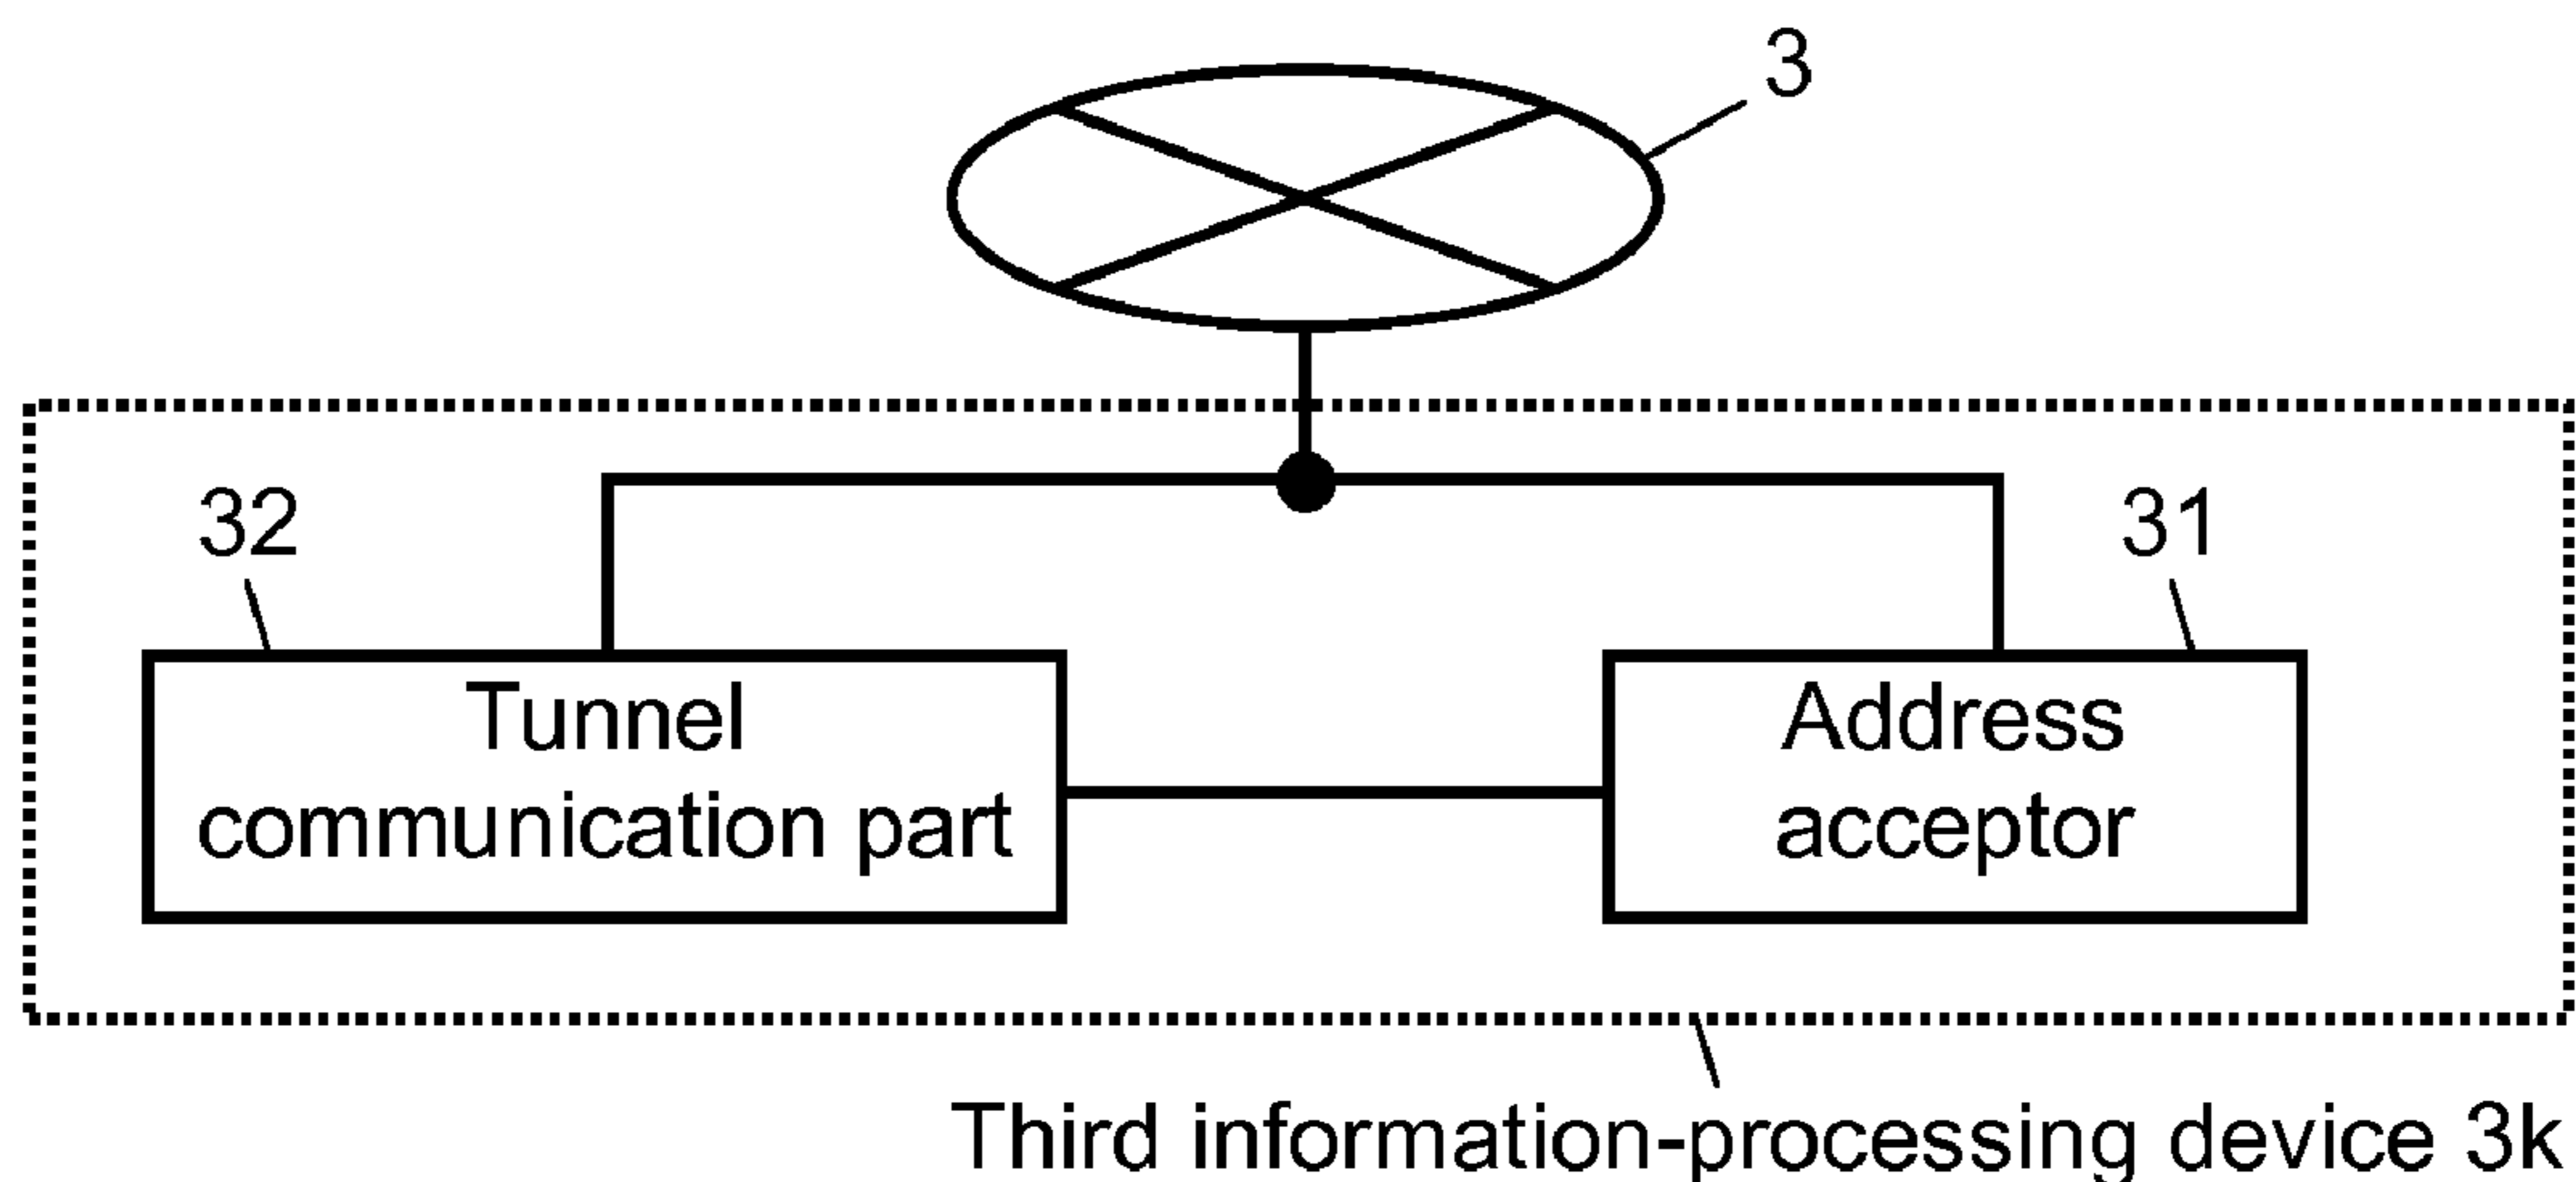 3
32
31
Tunnel
communication part
Address
acceptor
Third information-processing device 3k